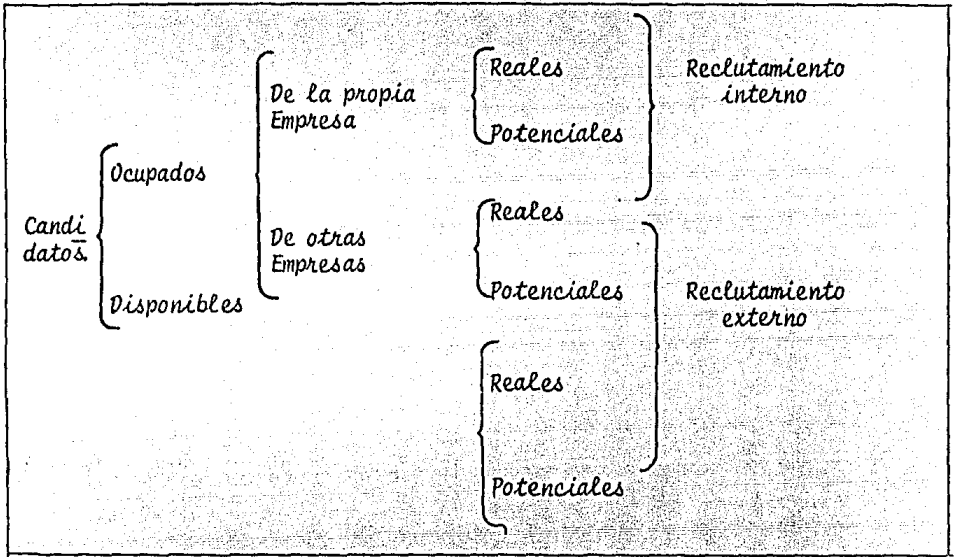 Candi
datos.
Ocupados
Disponibles
De la propia
Empresa
De otras
Empresas
Reales
Potenciales
Reales
Potenciales
Reales
Potenciales
Reclutamiento
interno
Reclutamiento
externo